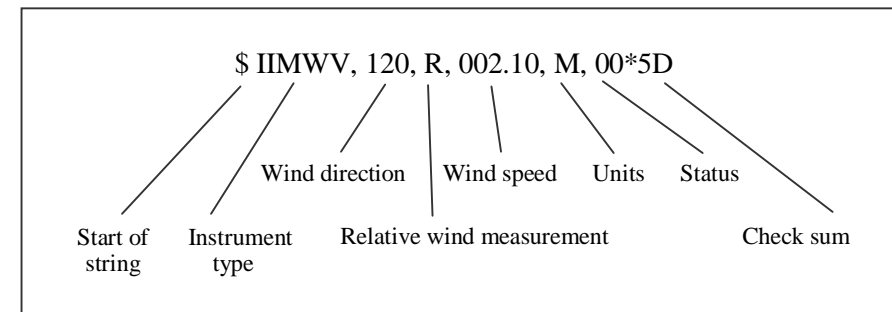 $ IIMWV, 120, R, 002.10, M, 00*5D
Wind direction Wind speed Units Status
Start of string
Instrument type
Relative wind measurement
Check sum